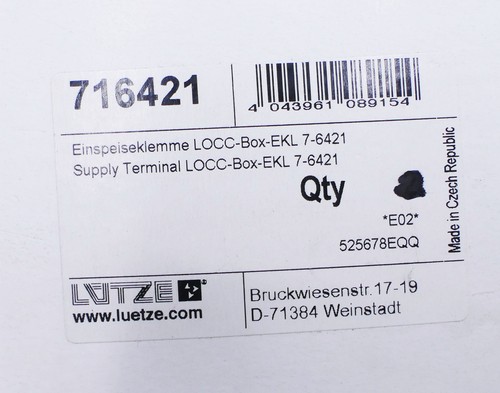 716421
4 043961 089154
Einspeiseklemme LOCC-Box-EKL 7-6421
Supply Terminal LOCC-Box-EKL 7-6421
Qty
*E02*
525678EQQ
Made in Czech Republic
LÜTZE
www.luetze.com
Bruckwiesenstr.17-19
D-71384 Weinstadt